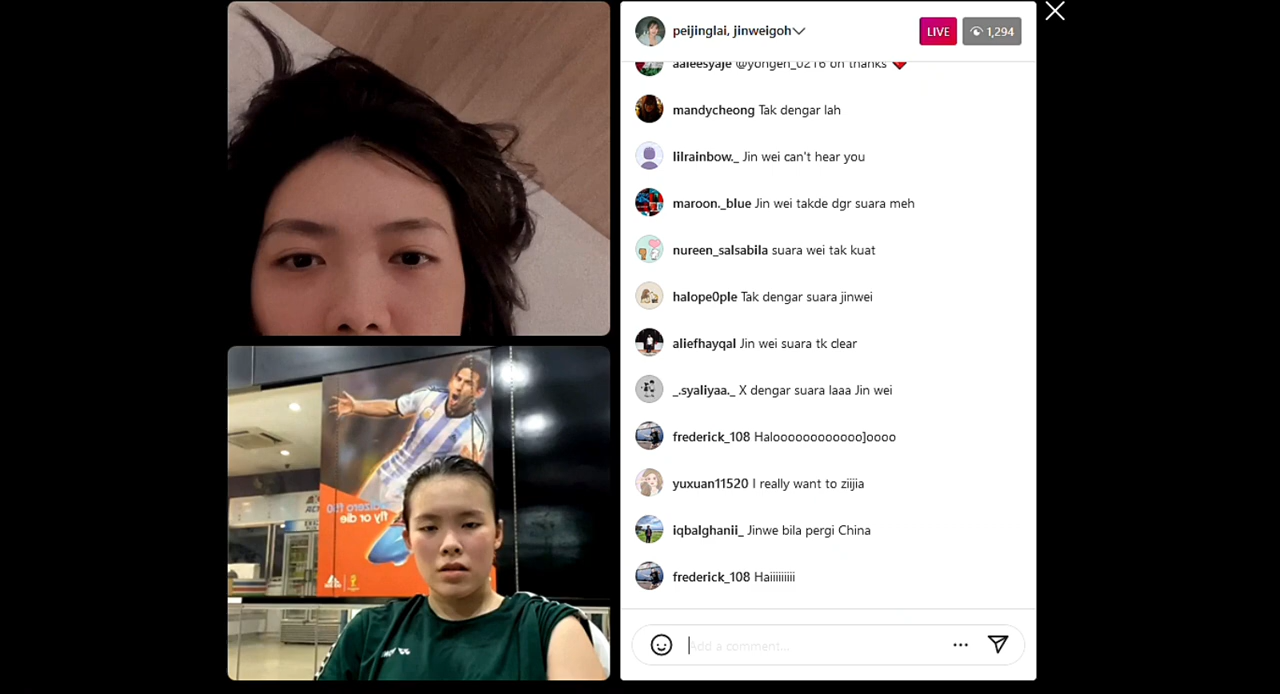 peijinglai, jinweigoh
LIVE
1,294
aaleesyaje @yongen_0216 oh thanks
mandycheong Tak dengar lah
lilrainbow._ Jin wei can't hear you
maroon._blue Jin wei takde dgr suara meh
nureen_salsabila suara wei tak kuat
halope0ple Tak dengar suara jinwei
aliefhayqal Jin wei suara tk clear
_.syaliyaa._ X dengar suara laaa Jin wei
frederick_108 Haloooooooooooo]oooo
yuxuan11520 I really want to ziijia
iqbalghanii_ Jinwe bila pergi China
frederick_108 Haiiiiiiiiii
Add a comment...
fly or die